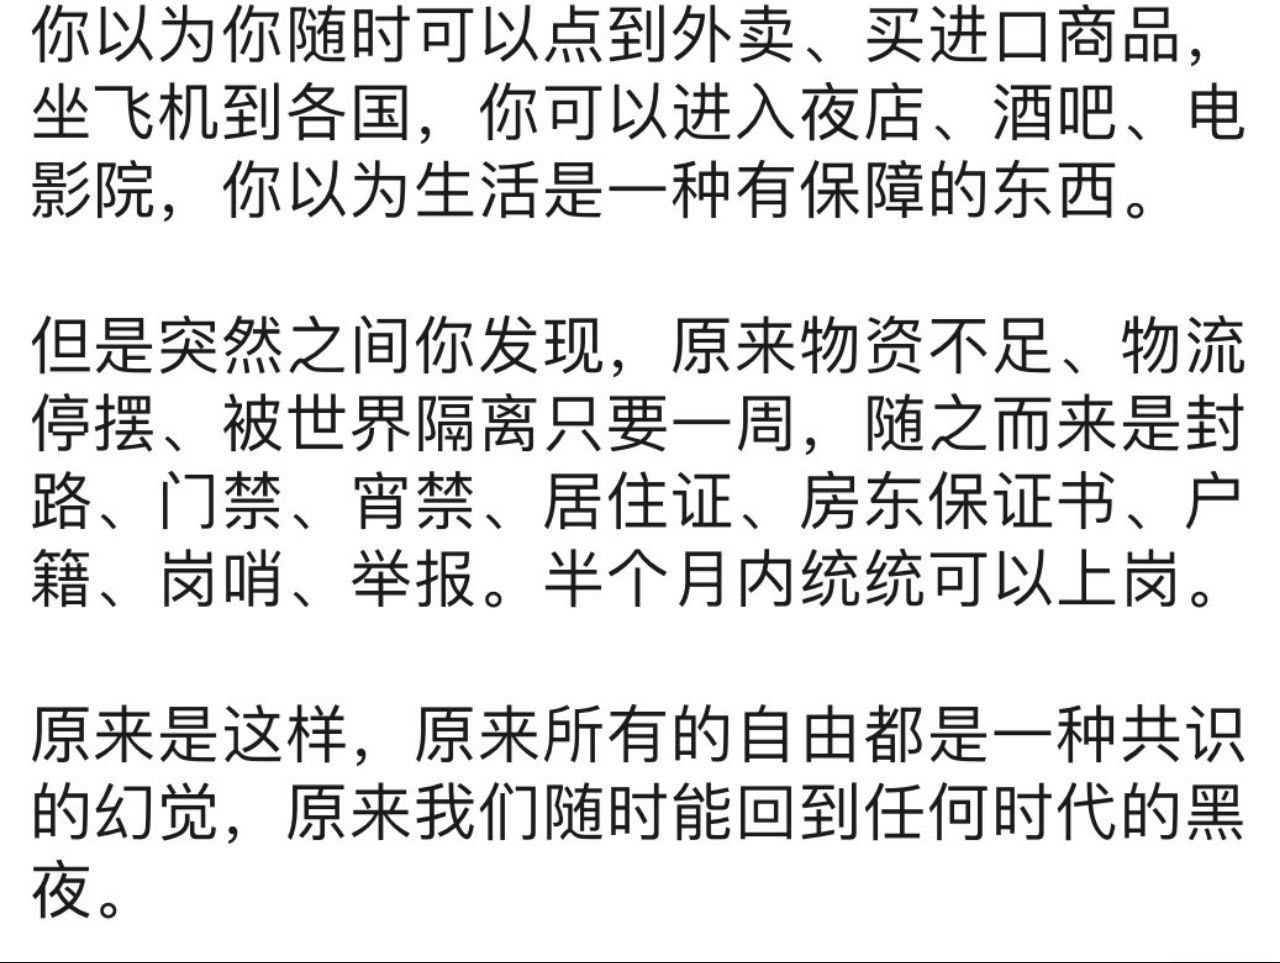 你以为你随时可以点到外卖、买进口商品，
坐飞机到各国，你可以进入夜店、酒吧、电
影院，你以为生活是一种有保障的东西。
但是突然之间你发现，原来物资不足、物流
停摆、被世界隔离只要一周，随之而来是封
路、门禁、宵禁、居住证、房东保证书、户
籍、岗哨、举报。半个月内统统可以上岗。
原来是这样，原来所有的自由都是一种共识
的幻觉，原来我们随时能回到任何时代的黑
夜。